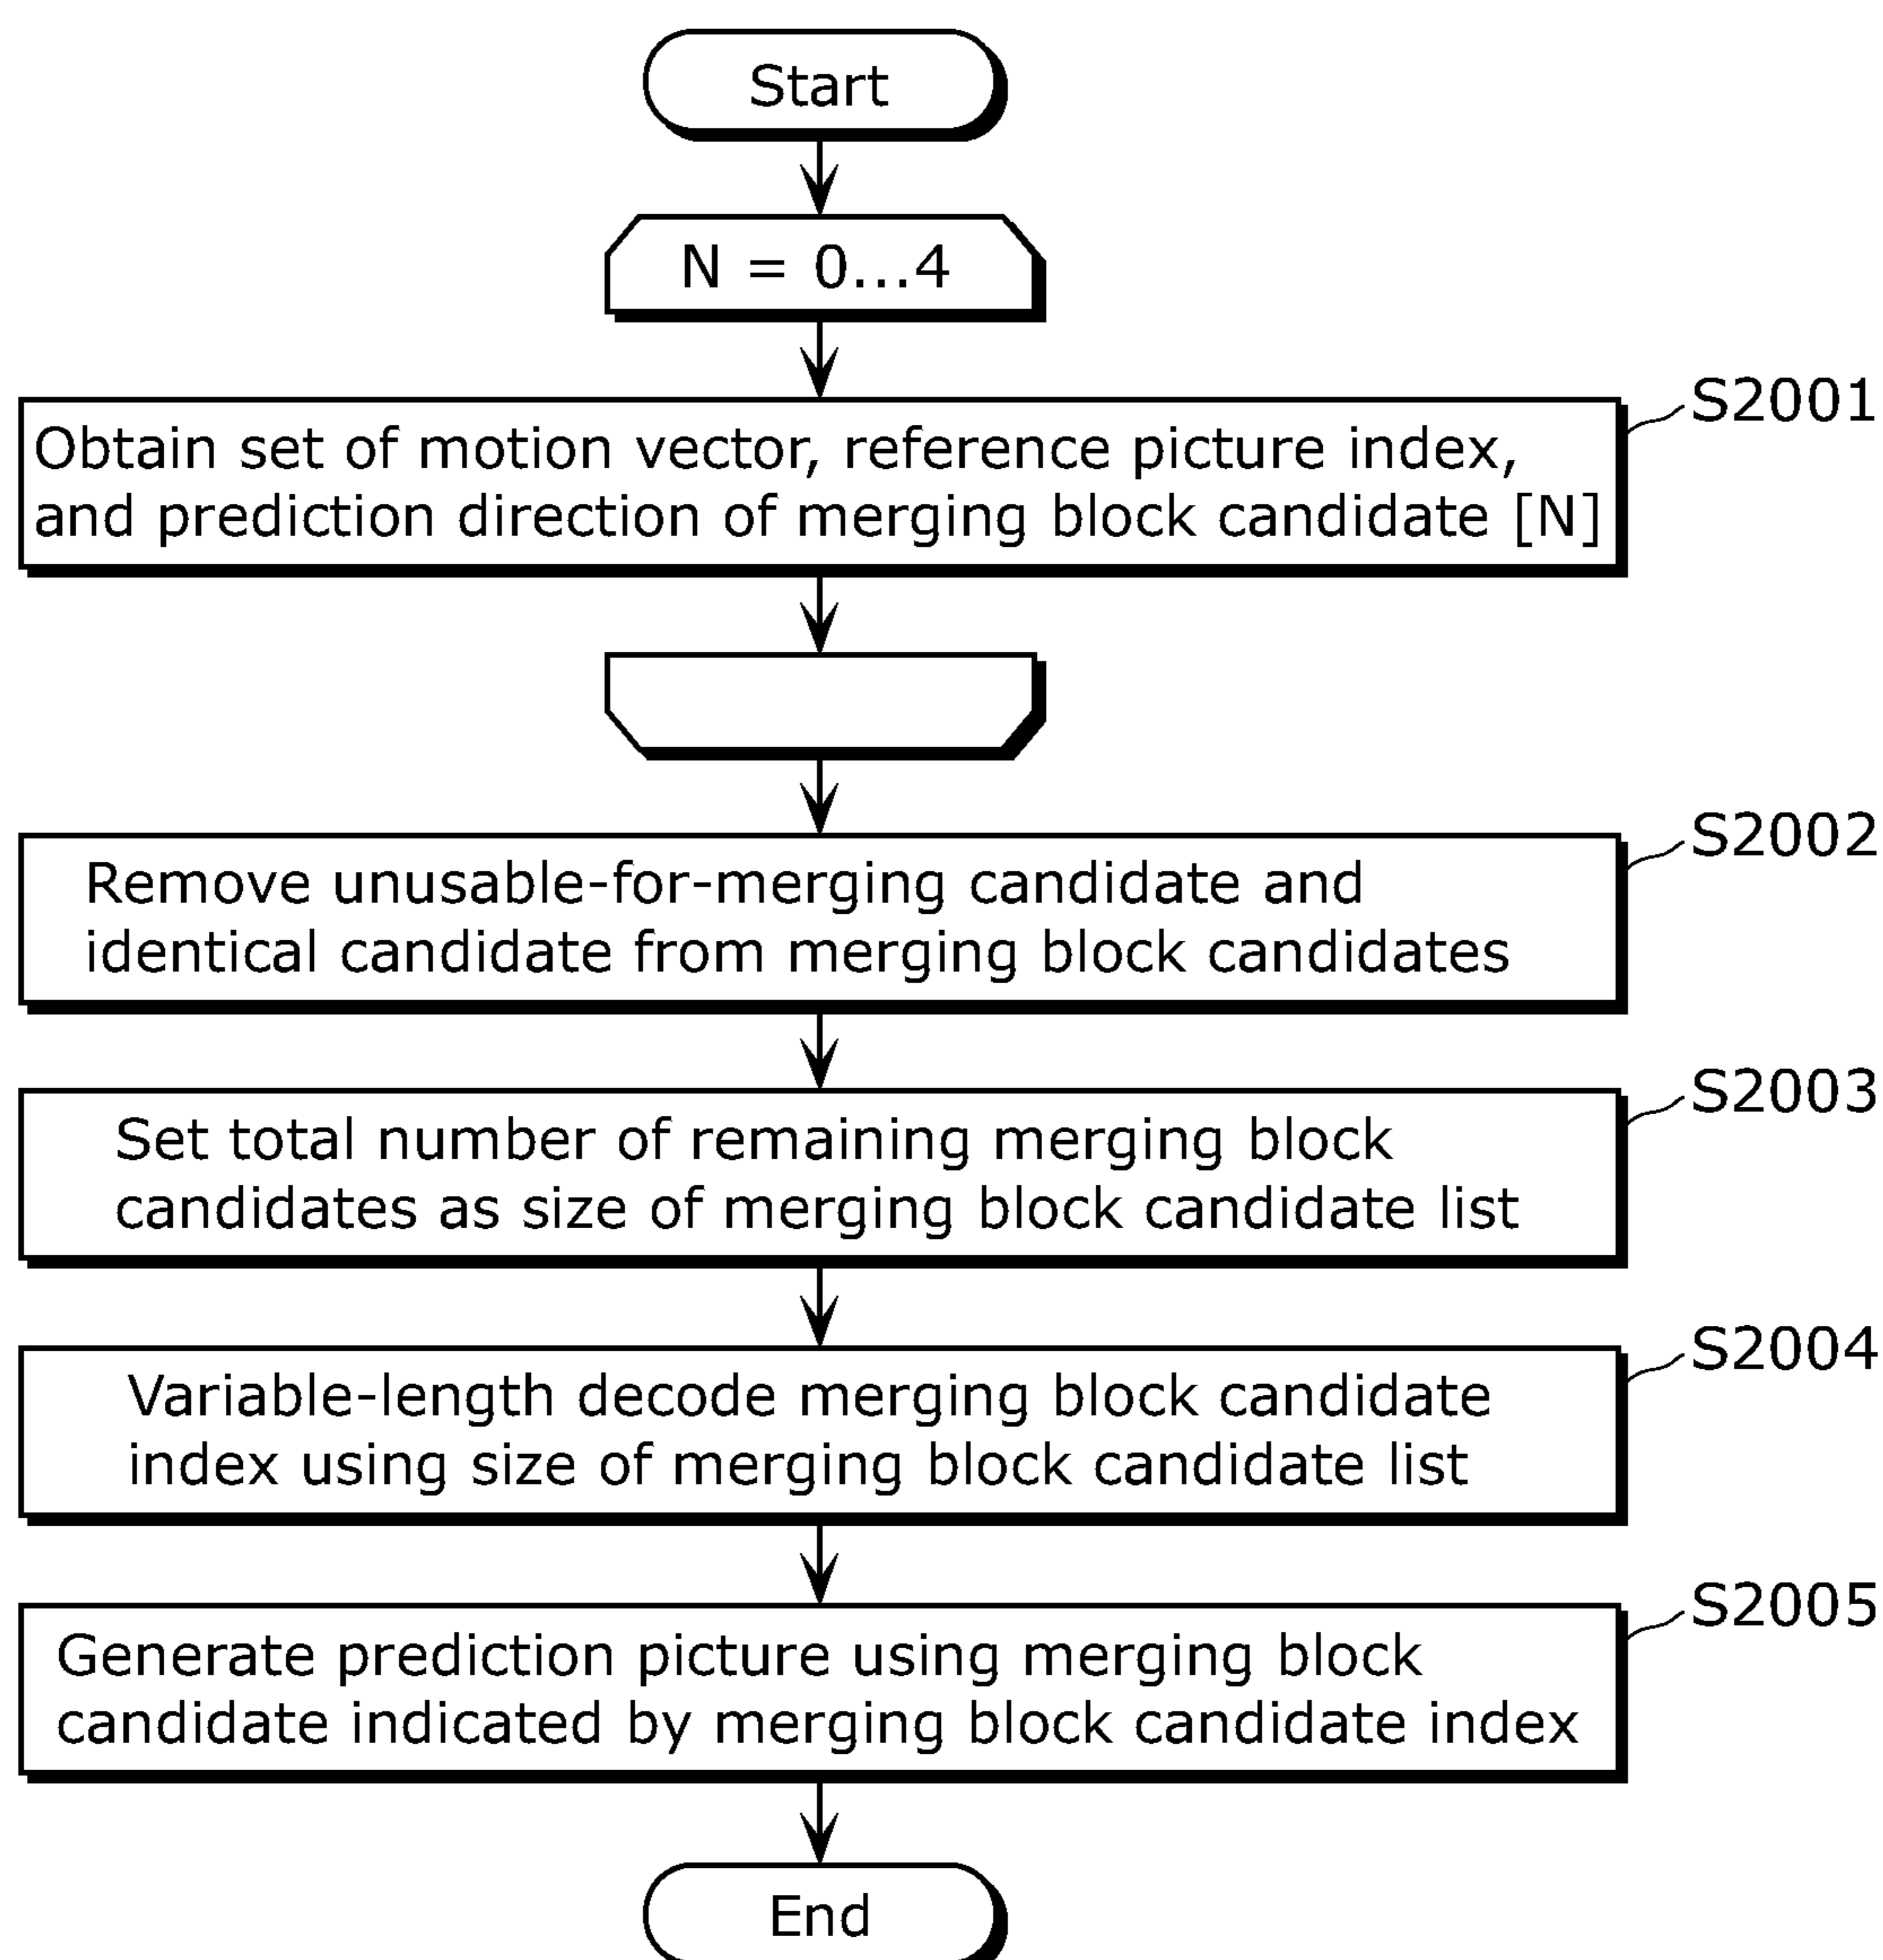 Start
N = 0...4
S2001
Obtain set of motion vector, reference picture index,
and prediction direction of merging block candidate [N]
S2002
Remove unusable-for-merging candidate and
identical candidate from merging block candidates
S2003
Set total number of remaining merging block
candidates as size of merging block candidate list
S2004
Variable-length decode merging block candidate
index using size of merging block candidate list
S2005
Generate prediction picture using merging block
candidate indicated by merging block candidate index
End